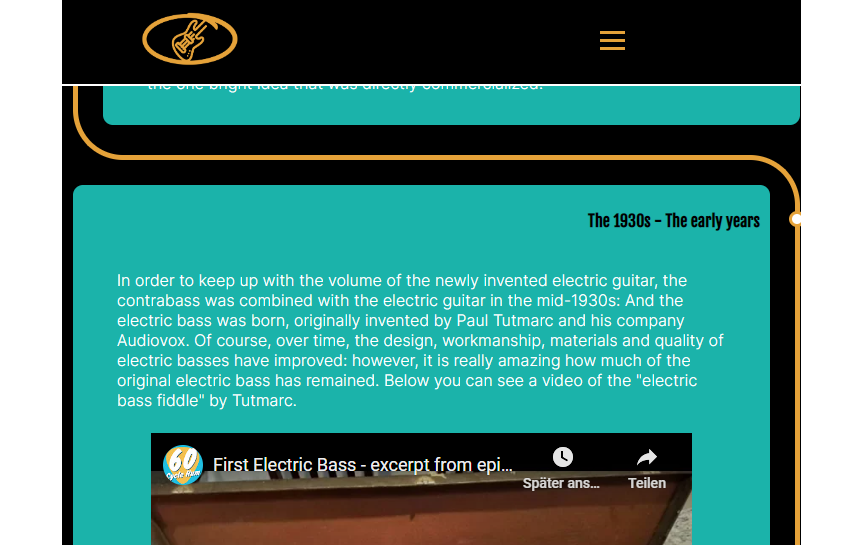 the one bright idea that was directly commercialized.
The 1930s - The early years
In order to keep up with the volume of the newly invented electric guitar, the
contrabass was combined with the electric guitar in the mid-1930s: And the
electric bass was born, originally invented by Paul Tutmarc and his company
Audiovox. Of course, over time, the design, workmanship, materials and quality of
electric basses have improved: however, it is really amazing how much of the
original electric bass has remained. Below you can see a video of the "electric
bass fiddle" by Tutmarc.
60
Cycle Hum
First Electric Bass - excerpt from epi...
Später ans...
Teilen